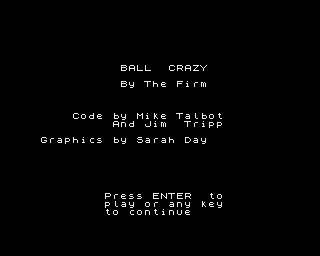 BALL  CRAZY
By The Firm
Code by Mike Talbot
And Jim  Tripp
Graphics by Sarah Day
Press ENTER  to
play or any key
to continue